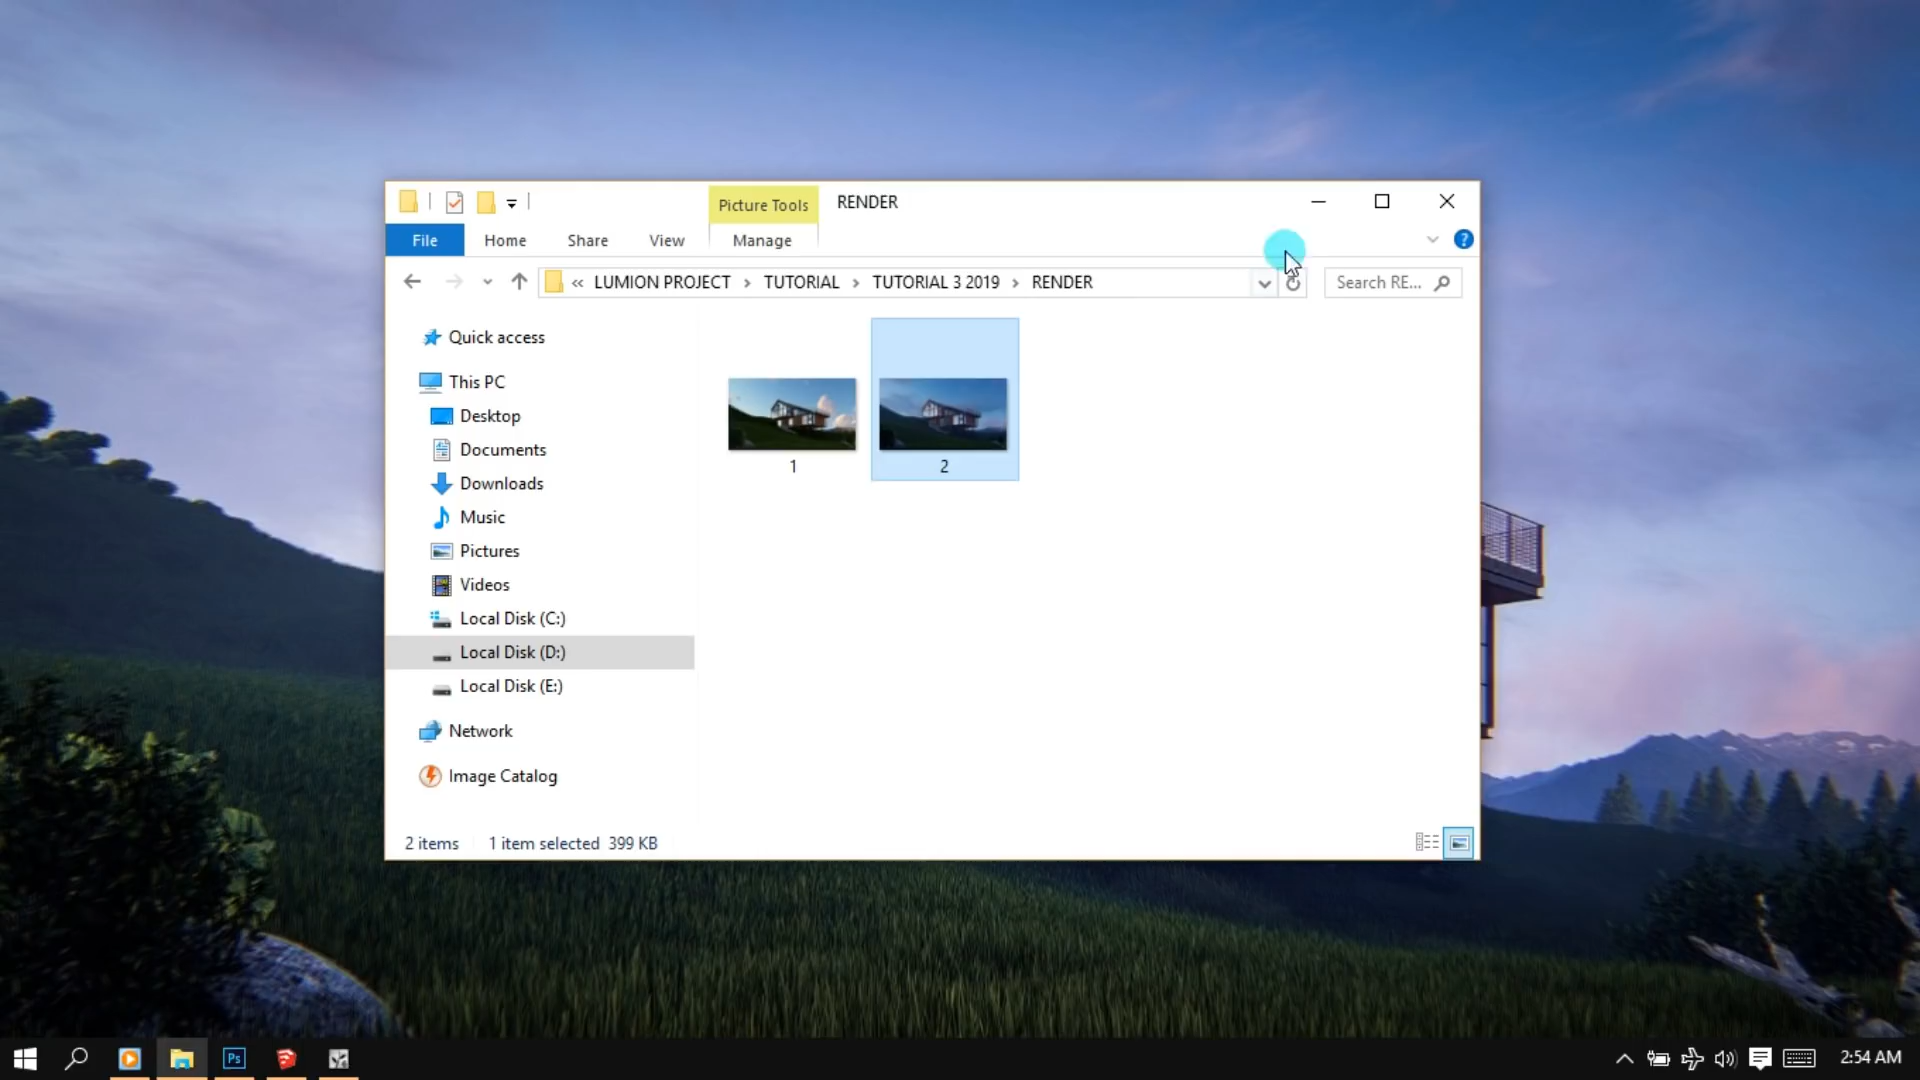 Picture Tools
RENDER
File
Home
Share
View
Manage
?
«
LUMION PROJECT
TUTORIAL
TUTORIAL 3 2019
RENDER
Search RE...
Quick access
This PC
Desktop
Documents
Downloads
Music
Pictures
Videos
Local Disk (C:)
Local Disk (D:)
Local Disk (E:)
Network
Image Catalog
1
2
2 items
1 item selected 399 KB
Ps
2:54 AM